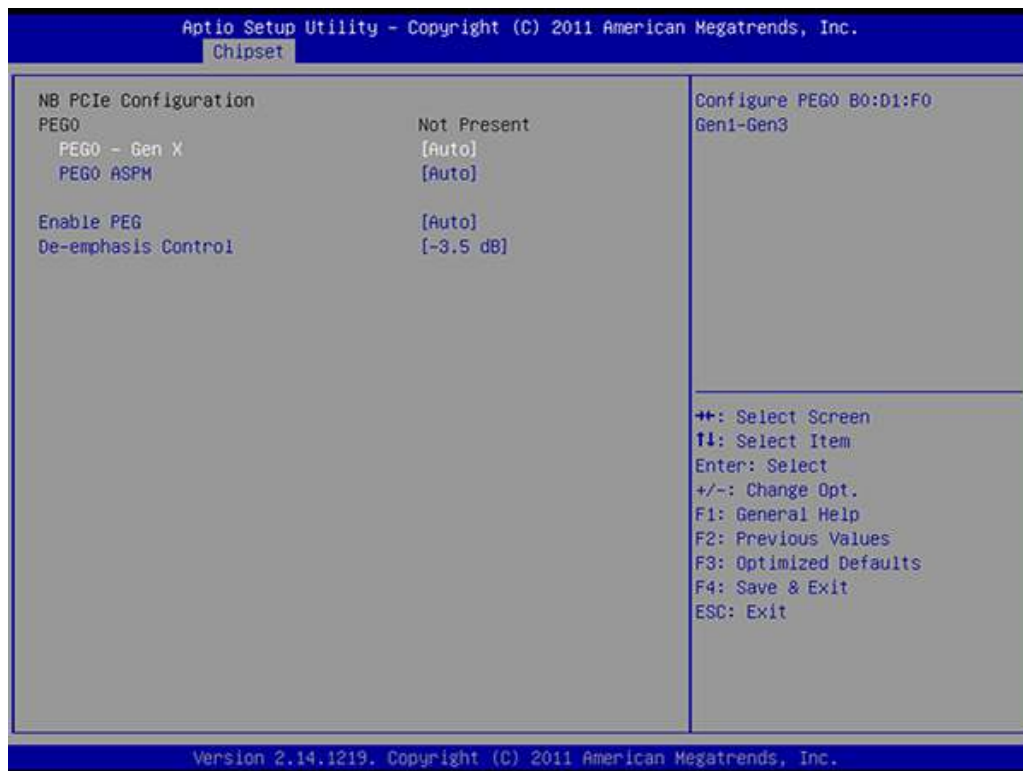 Aptio Setup Utility – Copyright (C) 2011 American Megatrends, Inc.
Chipset
NB PCIe Configuration
PEG0 Not Present
PEG0 – Gen X [Auto]
PEG0 ASPM [Auto]
Enable PEG [Auto]
De-emphasis Control [-3.5 dB]
Configure PEG0 B0:D1:F0
Gen1-Gen3
→←: Select Screen
↑↓: Select Item
Enter: Select
+/-: Change Opt.
F1: General Help
F2: Previous Values
F3: Optimized Defaults
F4: Save & Exit
ESC: Exit
Version 2.14.1219. Copyright (C) 2011 American Megatrends, Inc.